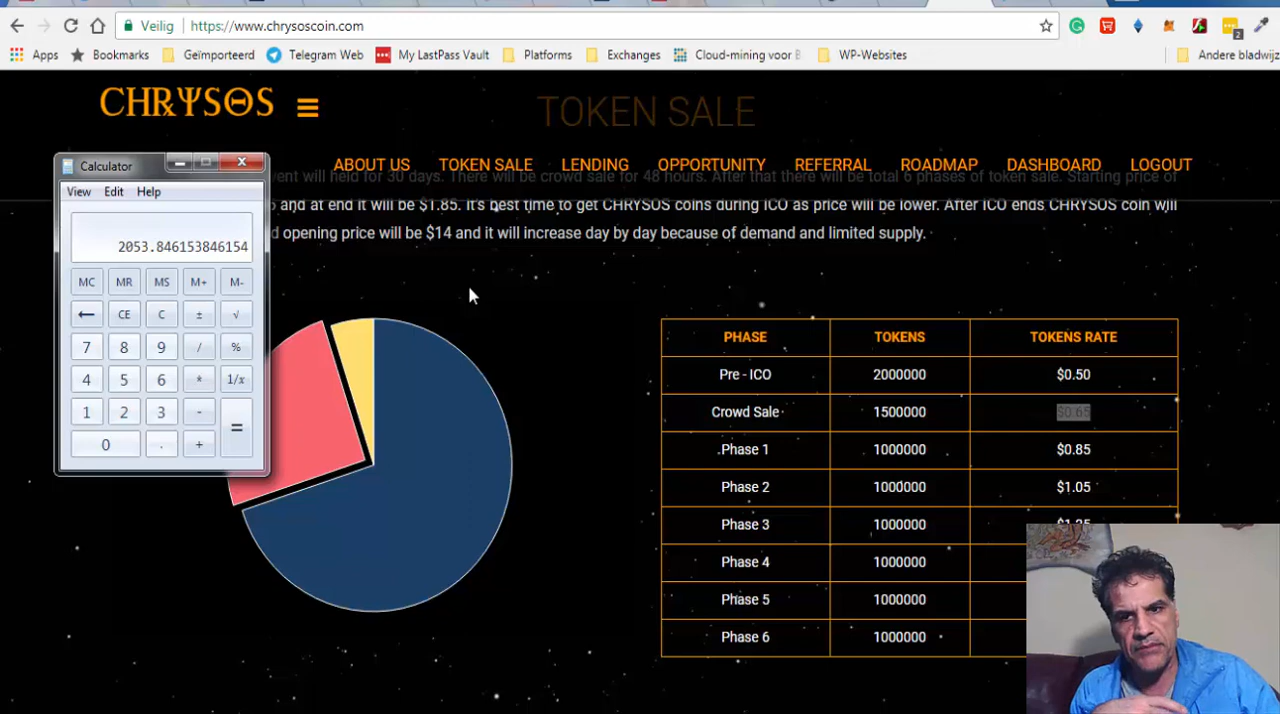 Veilig
https://www.chrysoscoin.com
2
Apps
Bookmarks
Geïmporteerd
Telegram Web
My LastPass Vault
Platforms
Exchanges
Cloud-mining voor B
WP-Websites
Andere bladwijz
CHRYSOS
TOKEN SALE
ABOUT US
TOKEN SALE
LENDING
OPPORTUNITY
REFERRAL
ROADMAP
DASHBOARD
LOGOUT
will held for 30 days. There will be crowd sale for 48 hours. After that there will be total 6 phases of token sale. Starting price of
and at end it will be $1.85. It's best time to get CHRYSOS coins during ICO as price will be lower. After ICO ends CHRYSOS coin will
opening price will be $14 and it will increase day by day because of demand and limited supply.
Calculator
View Edit Help
2053.846153846154
MC MR MS M+ M-
← CE C ± √
7 8 9 / %
4 5 6 * 1/x
1 2 3 - =
0 . +
PHASE TOKENS TOKENS RATE
Pre - ICO 2000000 $0.50
Crowd Sale 1500000 $0.65
Phase 1 1000000 $0.85
Phase 2 1000000 $1.05
Phase 3 1000000
Phase 4 1000000
Phase 5 1000000
Phase 6 1000000